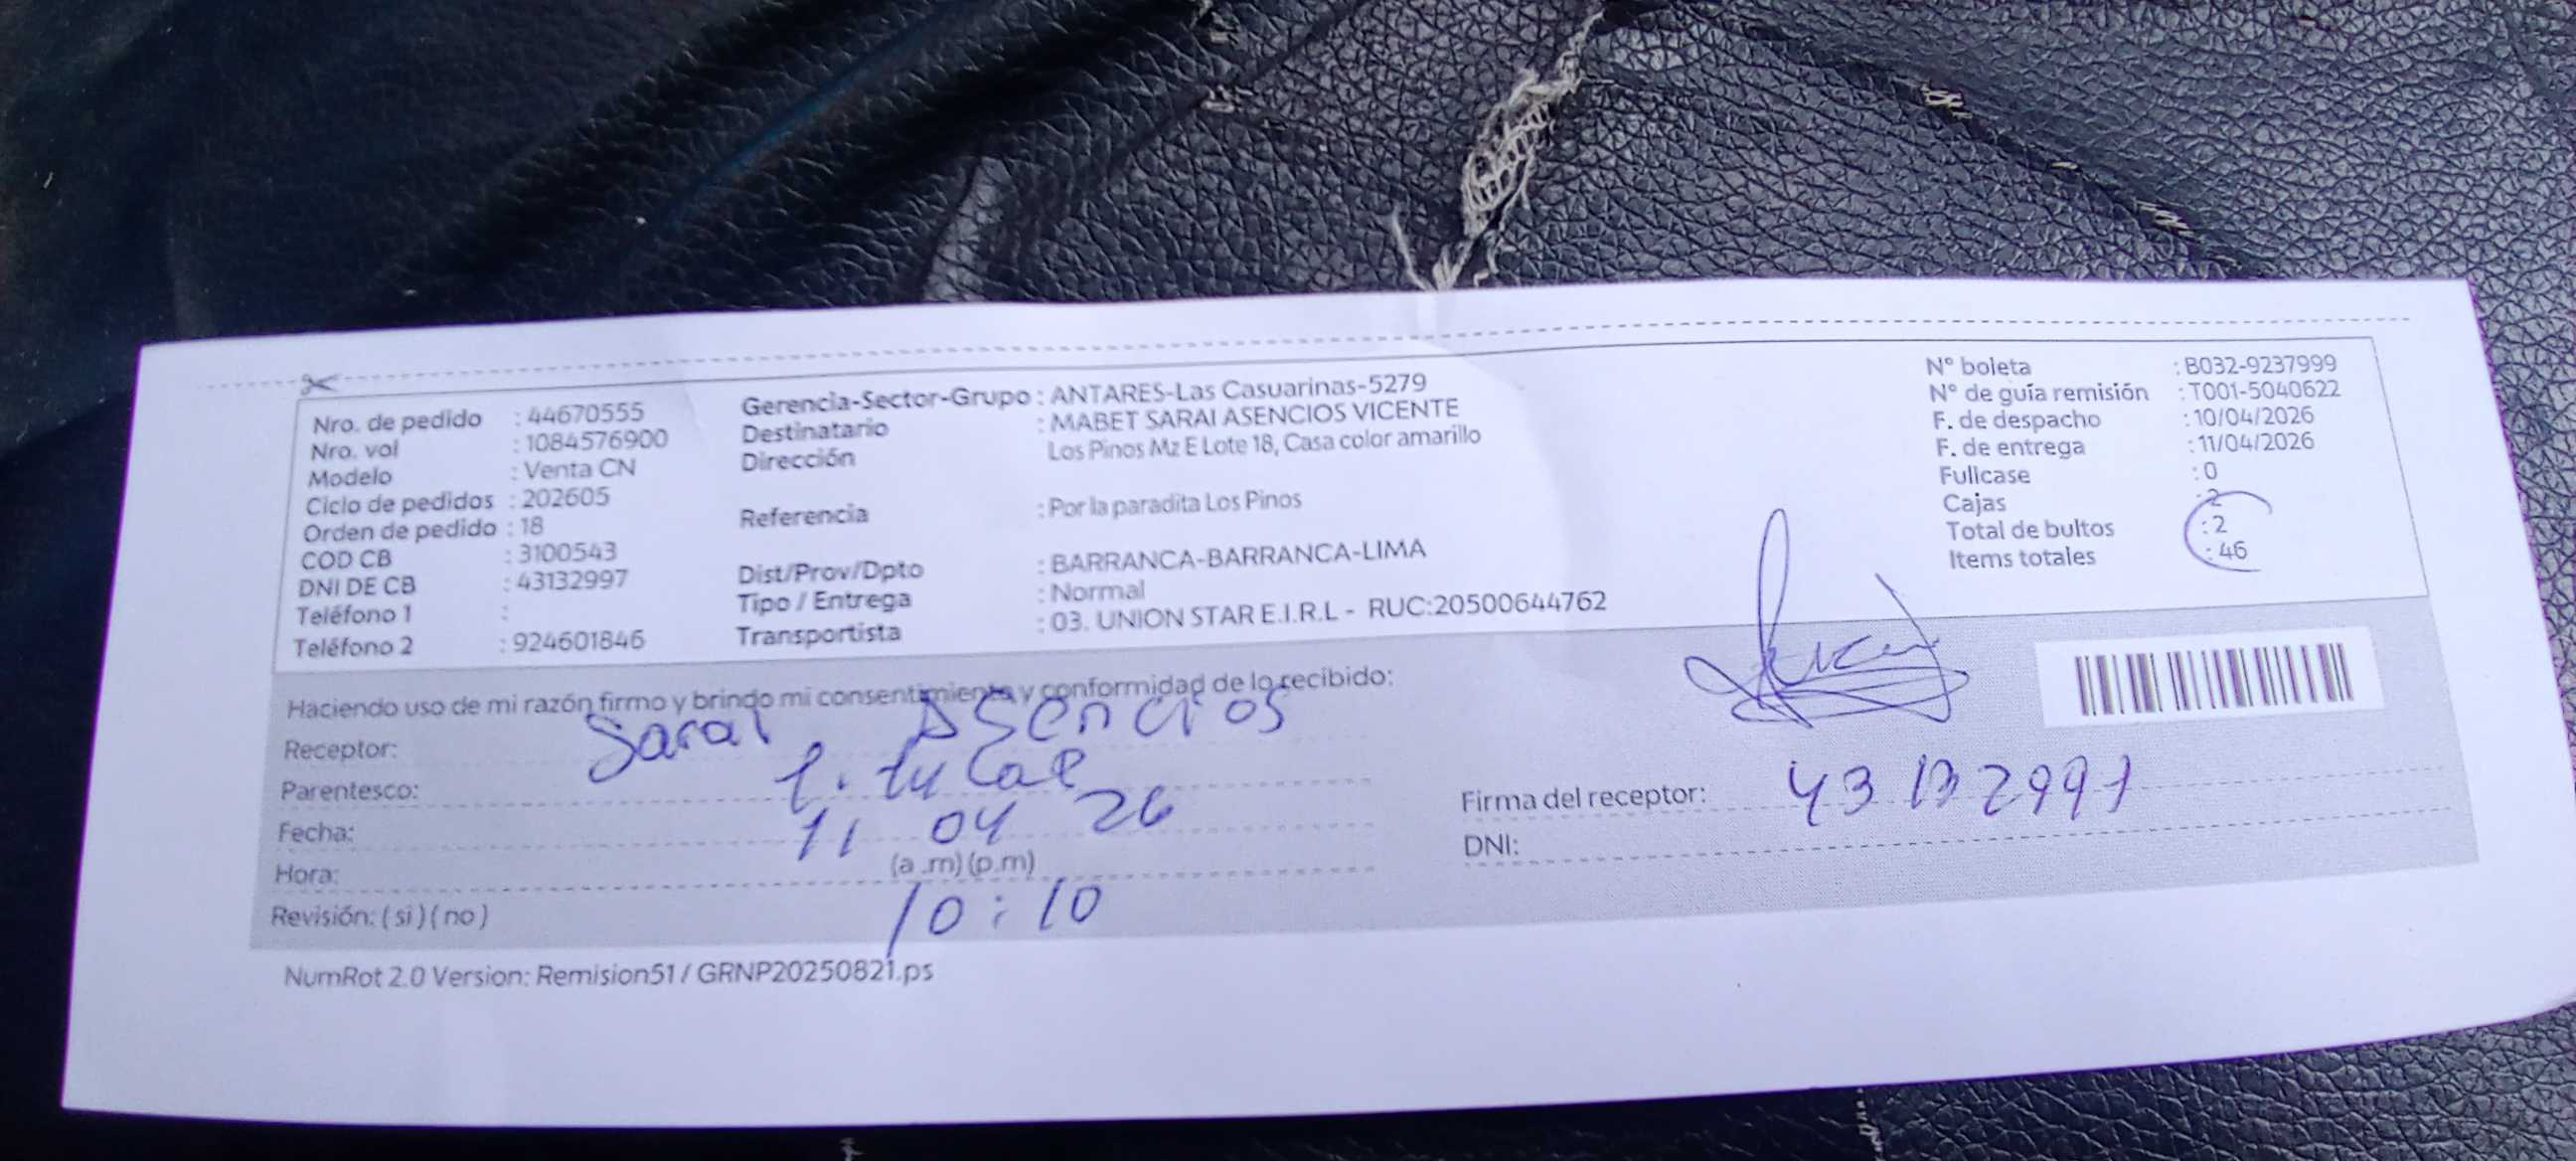 Nro. de pedido : 44670555
Nro. vol : 1084576900
Modelo : Venta CN
Ciclo de pedidos : 202605
Orden de pedido : 18
COD CB : 3100543
DNI DE CB : 43132997
Teléfono 1 :
Teléfono 2 : 924601846
Gerencia-Sector-Grupo : ANTARES-Las Casuarinas-5279
Destinatario : MABET SARAI ASENCIOS VICENTE
Dirección Los Pinos Mz E Lote 18, Casa color amarillo
Referencia : Por la paradita Los Pinos
Dist/Prov/Dpto : BARRANCA-BARRANCA-LIMA
Tipo / Entrega : Normal
Transportista : 03. UNION STAR E.I.R.L - RUC:20500644762
N° boleta : B032-9237999
N° de guía remisión : T001-5040622
F. de despacho : 10/04/2026
F. de entrega : 11/04/2026
Fullcase : 0
Cajas : 2
Total de bultos : 2
Items totales : 46
Haciendo uso de mi razón firmo y brindo mi consentimiento y conformidad de lo recibido:
Receptor: Sarai Asencios
Parentesco: titular
Fecha: 11 04 26
Hora: (a .m) (p.m)
10:10
Revisión: ( si ) ( no )
Firma del receptor: 43132997
DNI:
NumRot 2.0 Version: Remision51 / GRNP20250821.ps